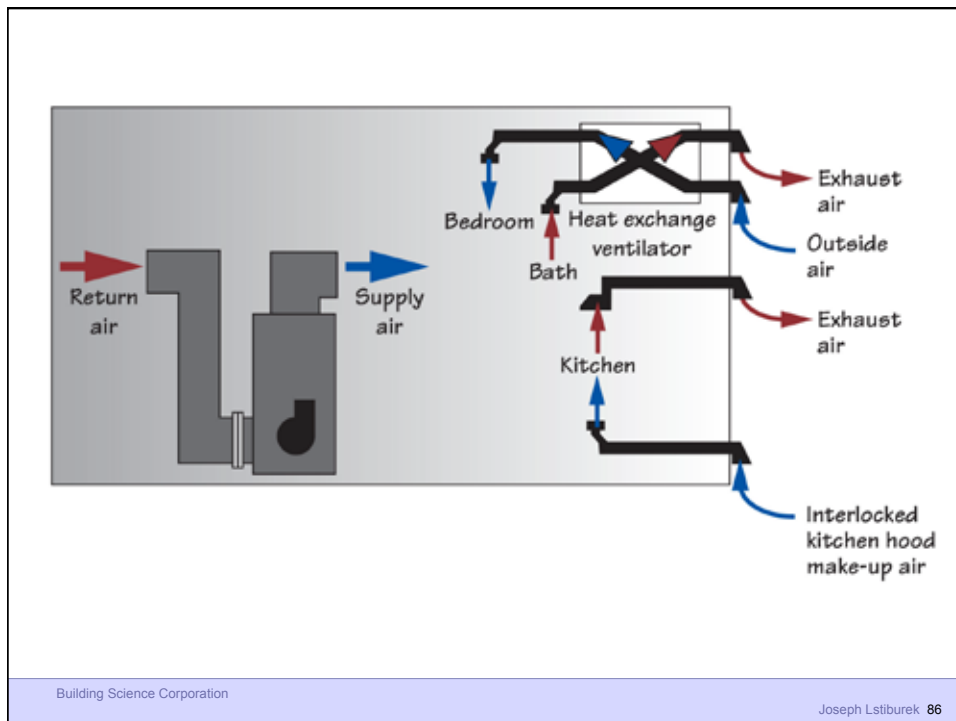 Exhaust
air
Bedroom
Heat exchange
ventilator
Outside
air
Bath
Return
air
Supply
air
Exhaust
air
Kitchen
Interlocked
kitchen hood
make-up air
Building Science Corporation
Joseph Lstiburek 86